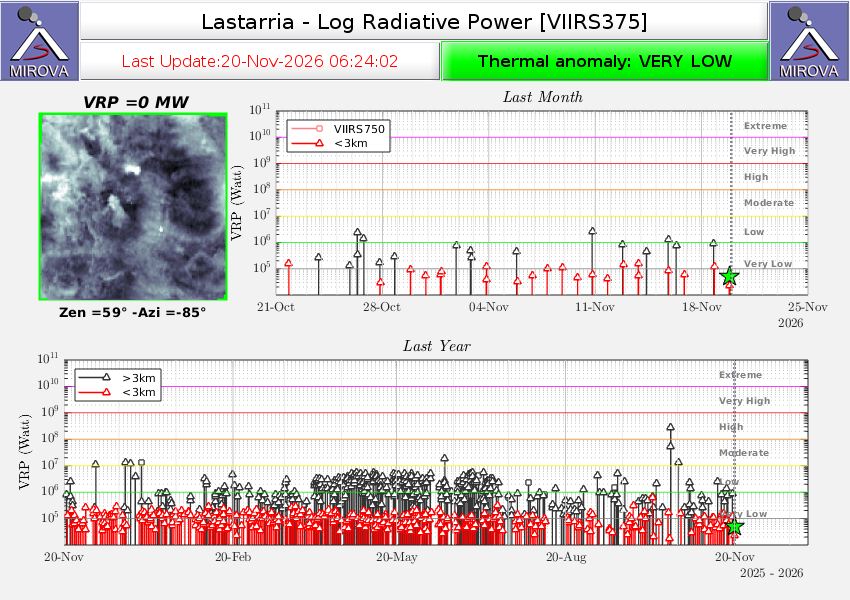 Lastarria - Log Radiative Power [VIIRS375]
MIROVA
Last Update:20-Nov-2026 06:24:02
Thermal anomaly: VERY LOW
MIROVA
VRP =0 MW
Zen =59° -Azi =-85°
Last Month
VRP (Watt)
10^11
10^10
10^9
10^8
10^7
10^6
10^5
VIIRS750
<3km
Extreme
Very High
High
Moderate
Low
Very Low
21-Oct
28-Oct
04-Nov
11-Nov
18-Nov
25-Nov
2026
Last Year
VRP (Watt)
10^11
10^10
10^9
10^8
10^7
10^6
10^5
>3km
<3km
Extreme
Very High
High
Moderate
Low
Very Low
20-Nov
20-Feb
20-May
20-Aug
20-Nov
2025 - 2026